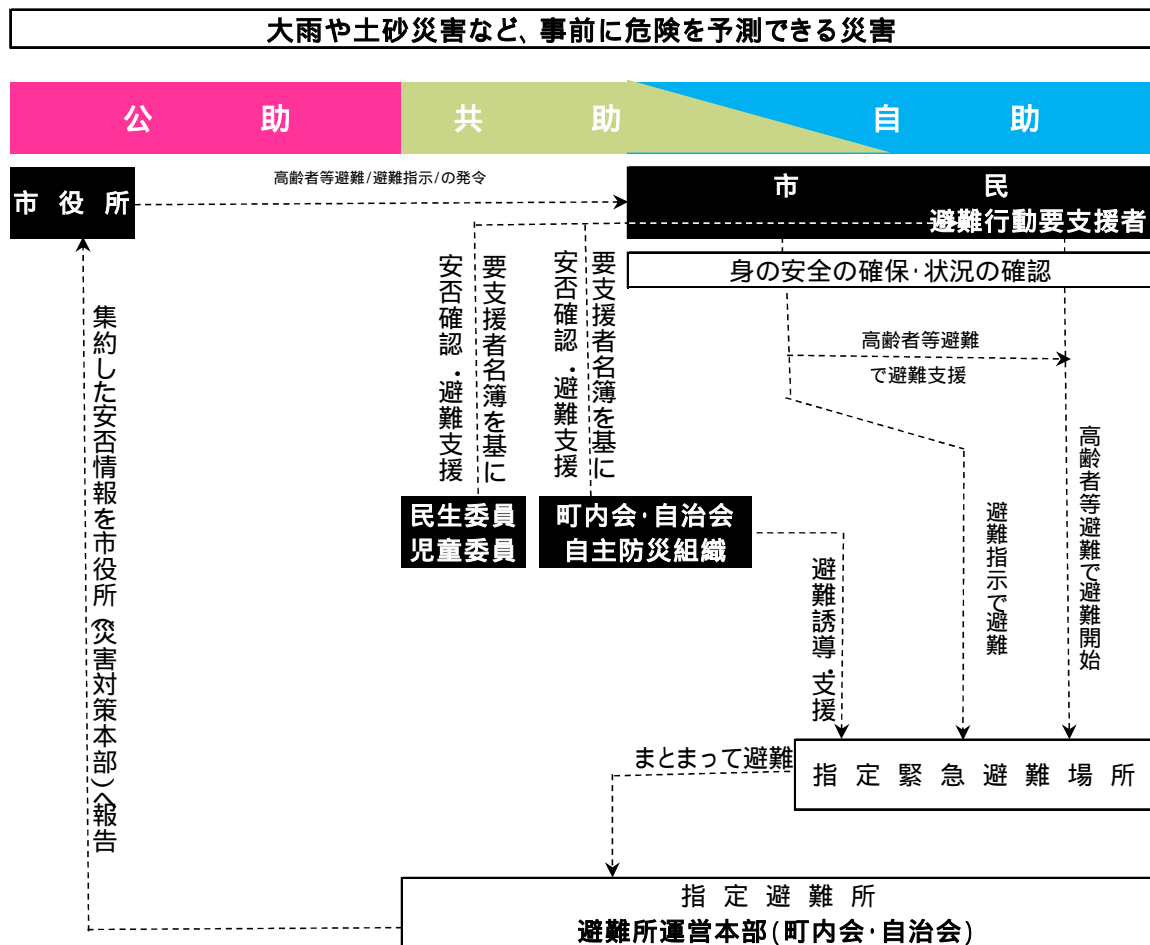 大雨や土砂災害など、事前に危険を予測できる災害
公助
共助
自助
市役所
高齢者等避難/避難指示/の発令
市民
避難行動要支援者
身の安全の確保・状況の確認
要支援者名簿を基に
安否確認・避難支援
要支援者名簿を基に
安否確認・避難支援
高齢者等避難
で避難支援
集約した安否情報を市役所(災害対策本部)へ報告
民生委員
児童委員
町内会・自治会
自主防災組織
避難誘導・支援
避難指示で避難
高齢者等避難で避難開始
まとまって避難
指定緊急避難場所
指定避難所
避難所運営本部(町内会・自治会)